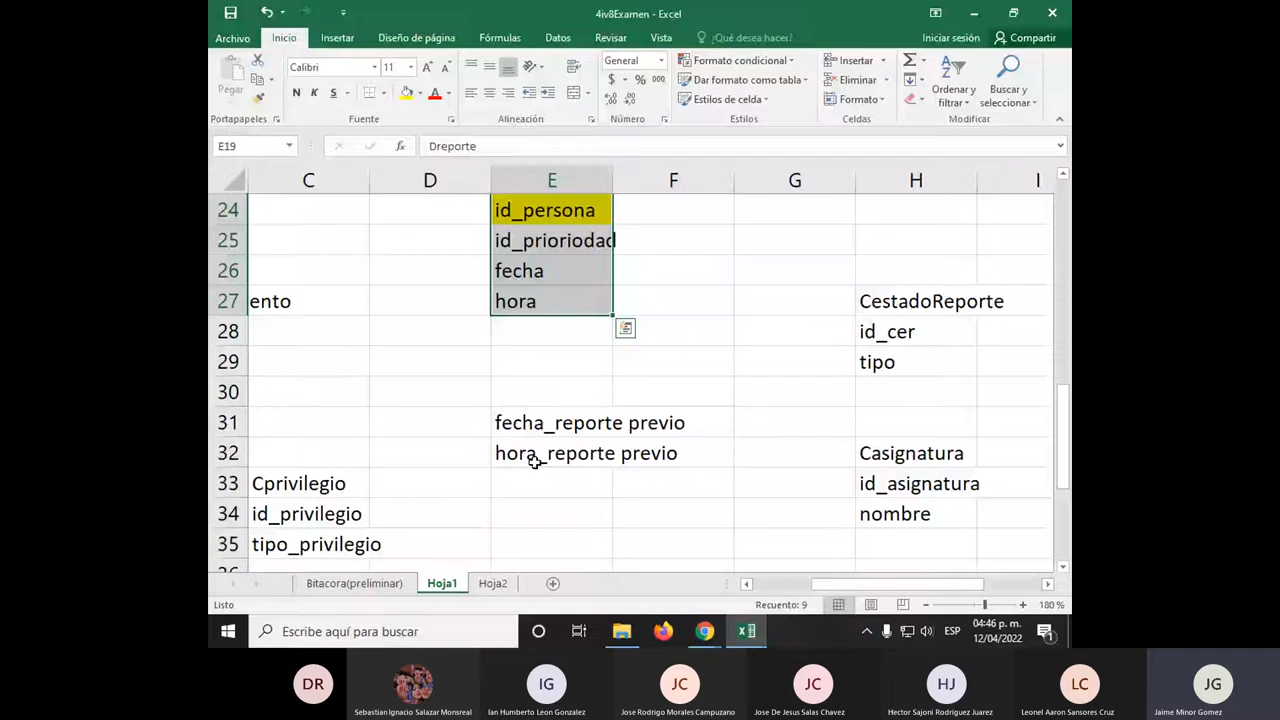 4iv8Examen - Excel
Archivo Inicio Insertar Diseño de página Fórmulas Datos Revisar Vista ¿Qué desea hacer? Iniciar sesión Compartir
Pegar
Calibri 11
N K S
General
$ % 000
Formato condicional
Dar formato como tabla
Estilos de celda
Insertar
Eliminar
Formato
Ordenar y filtrar
Buscar y seleccionar
Portapapeles Fuente Alineación Número Estilos Celdas Modificar
E19 fx Dreporte
C D E F G H I
24 id_persona
25 id_prioriodad
26 fecha
27 ento hora CestadoReporte
28 id_cer
29 tipo
30
31 fecha_reporte previo
32 hora_reporte previo Casignatura
33 Cprivilegio id_asignatura
34 id_privilegio nombre
35 tipo_privilegio
Bitacora(preliminar) Hoja1 Hoja2
Listo Recuento: 9 180 %
Escribe aquí para buscar
ESP
04:46 p. m.
12/04/2022
1
DR IG JC JC HJ LC JG
Sebastian Ignacio Salazar Monsreal Ian Humberto Leon Gonzalez Jose Rodrigo Morales Campuzano Jose De Jesus Salas Chavez Hector Sajoni Rodriguez Juarez Leonel Aaron Sansores Cruz Jaime Minor Gomez